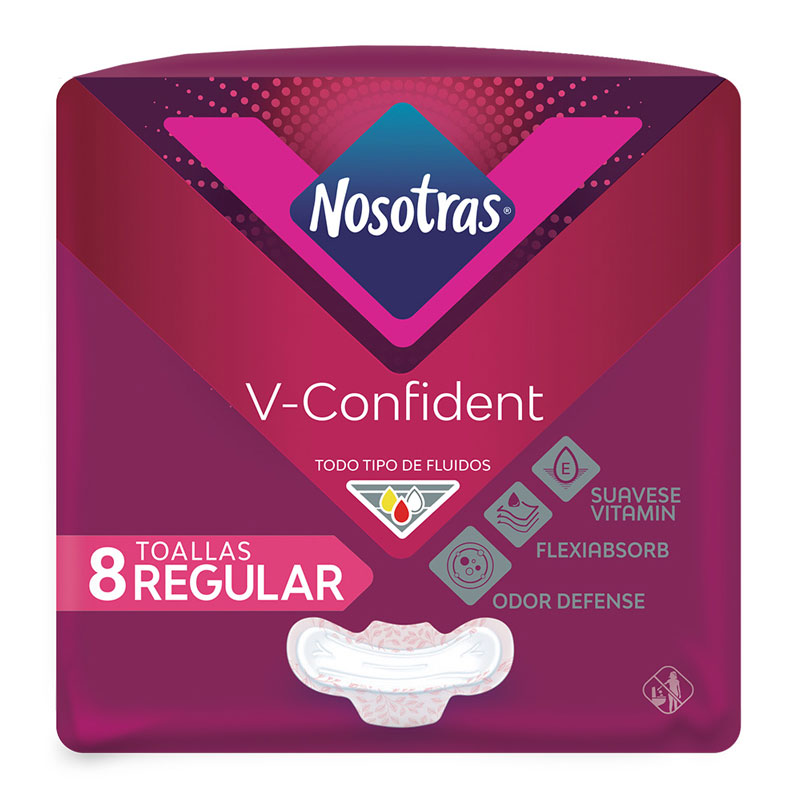 Nosotras®
V-Confident
TODO TIPO DE FLUIDOS
E
SUAVESE
VITAMIN
FLEXIABSORB
ODOR DEFENSE
TOALLAS
8 REGULAR